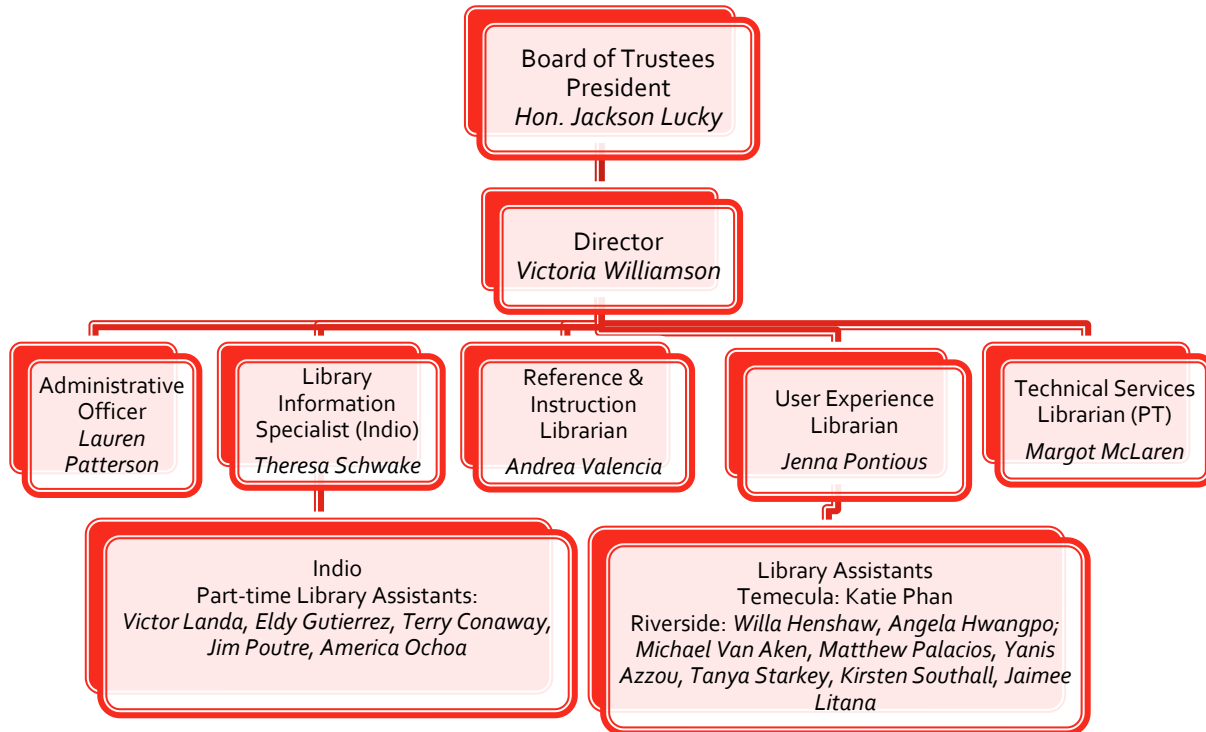 Board of Trustees
President
Hon. Jackson Lucky
Director
Victoria Williamson
Administrative
Officer
Lauren
Patterson
Library
Information
Specialist (Indio)
Theresa Schwake
Reference &
Instruction
Librarian
Andrea Valencia
User Experience
Librarian
Jenna Pontious
Technical Services
Librarian (PT)
Margot McLaren
Indio
Part-time Library Assistants:
Victor Landa, Eldy Gutierrez, Terry Conaway,
Jim Poutre, America Ochoa
Library Assistants
Temecula: Katie Phan
Riverside: Willa Henshaw, Angela Hwangpo;
Michael Van Aken, Matthew Palacios, Yanis
Azzou, Tanya Starkey, Kirsten Southall, Jaimee
Litana